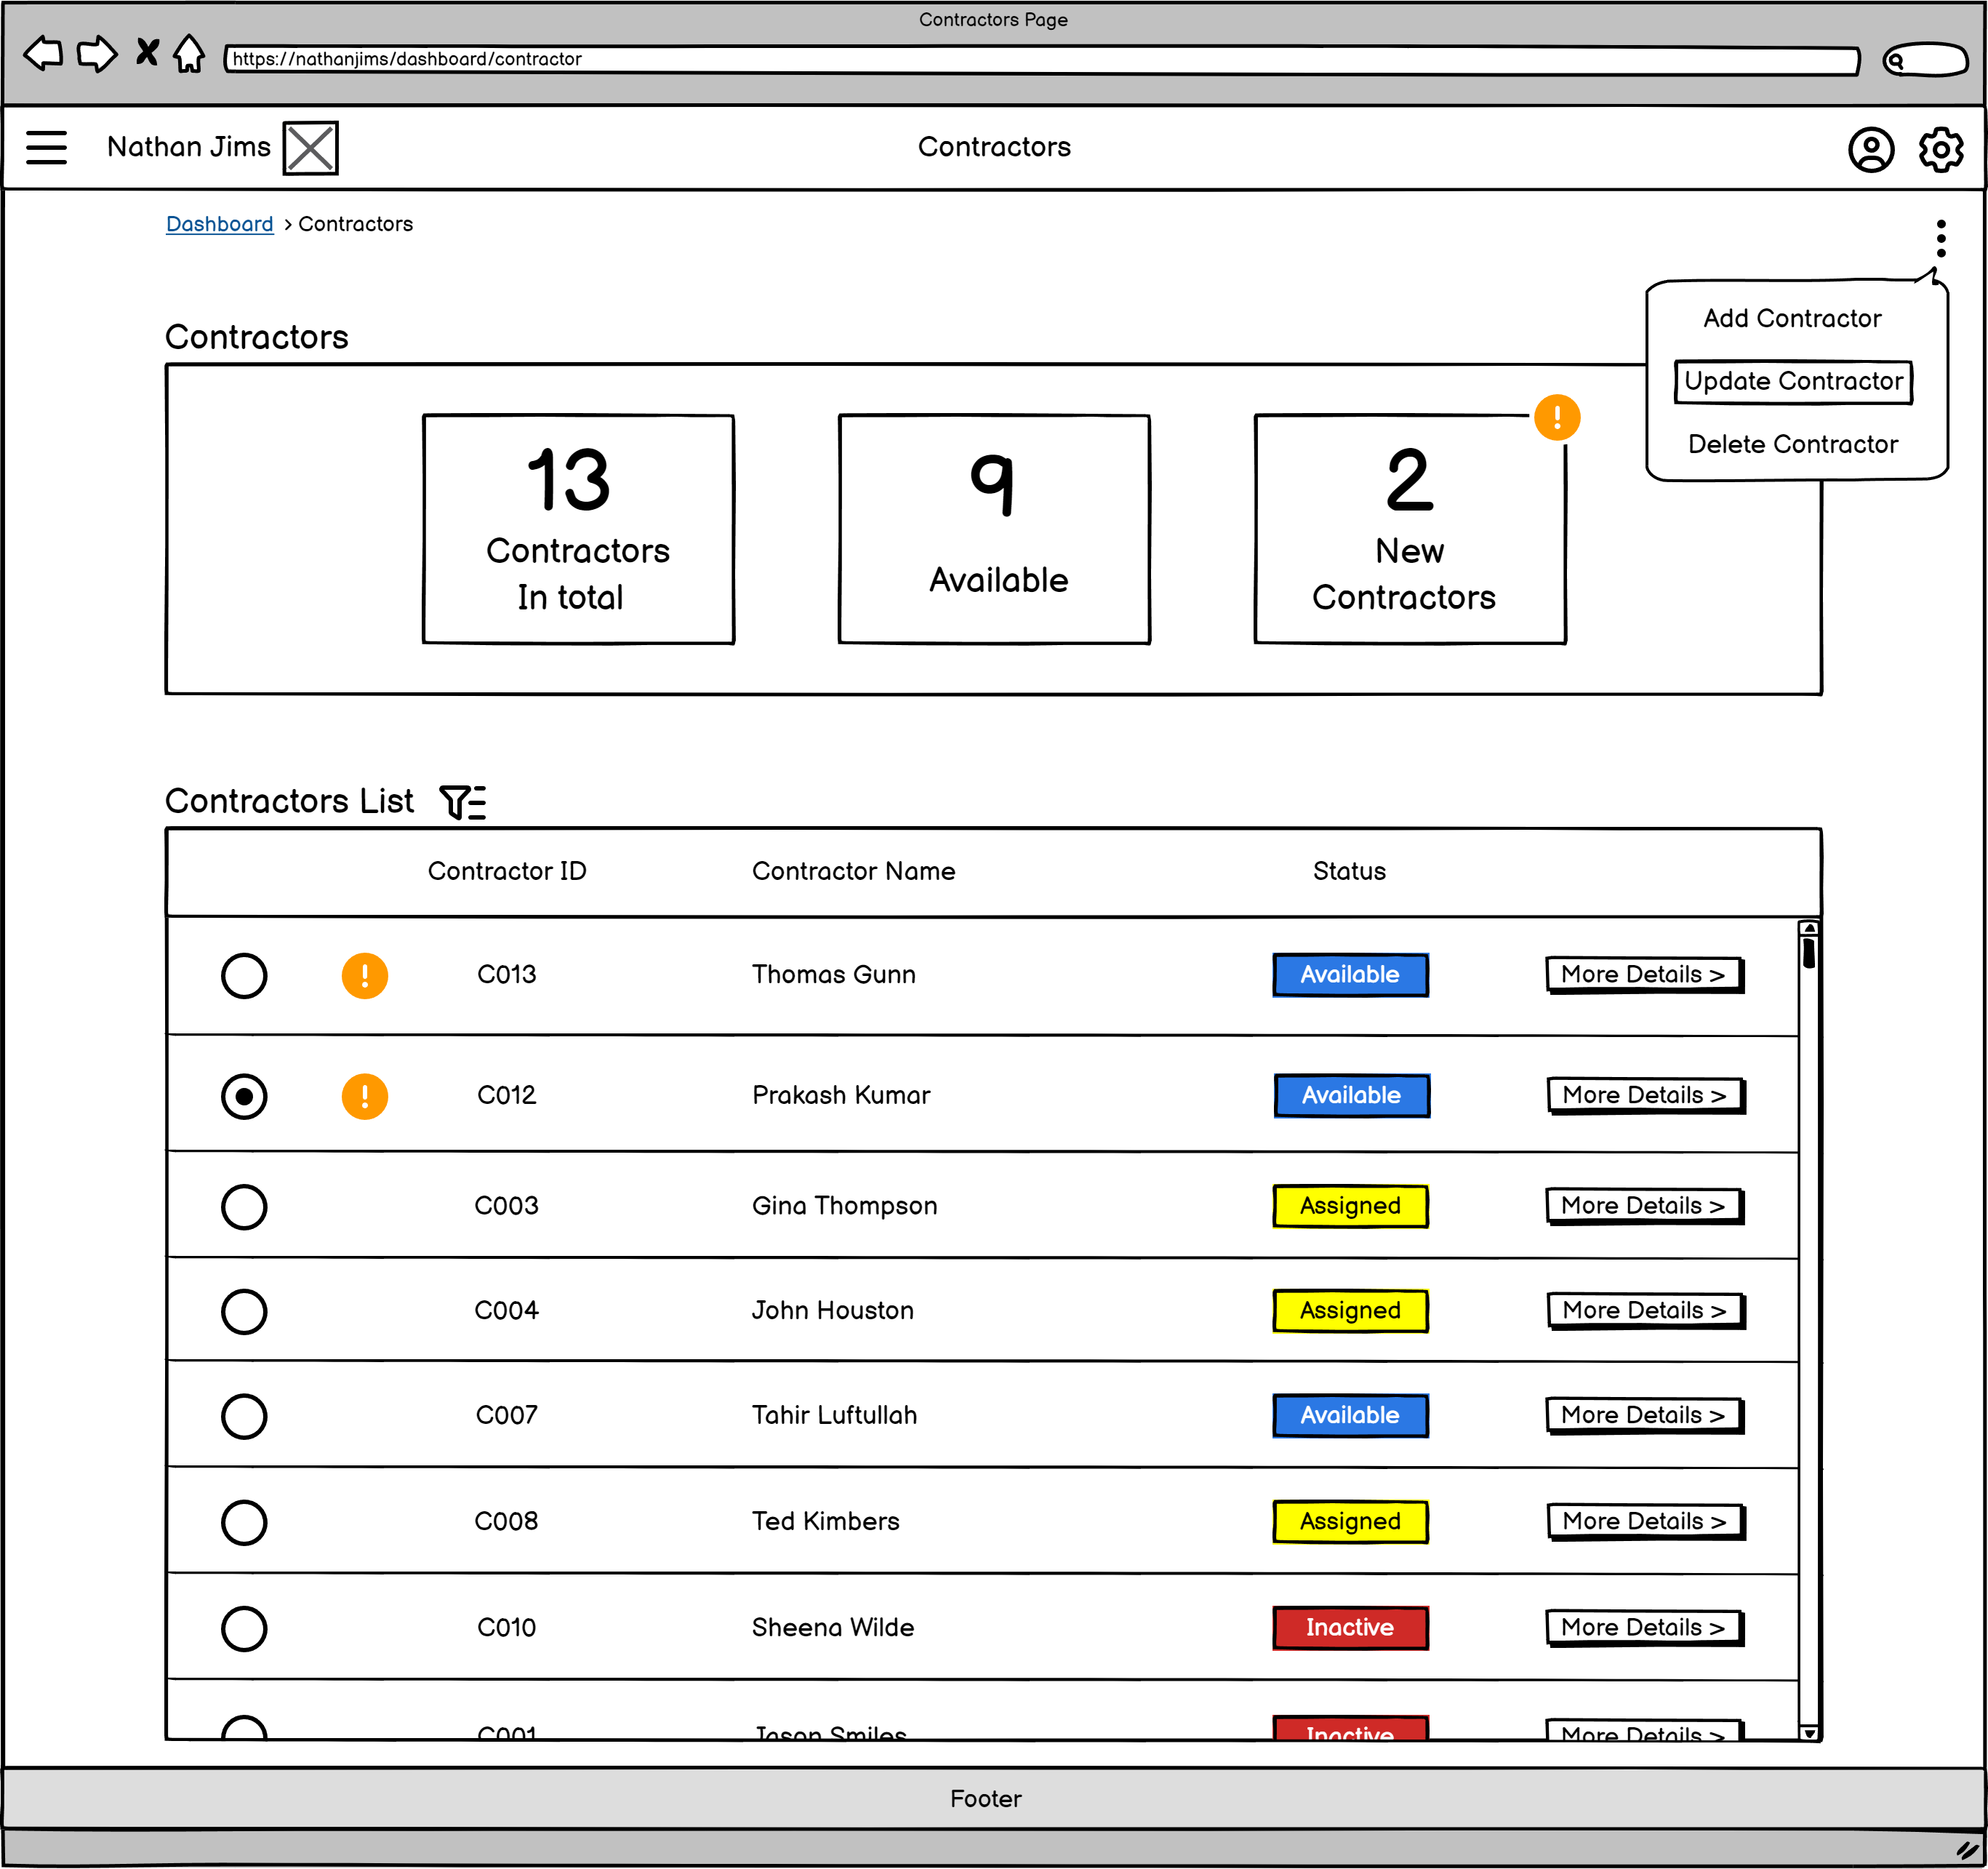 Contractors Page
https://nathanjims/dashboard/contractor
Nathan Jims
Contractors
Dashboard > Contractors
Add Contractor
Update Contractor
Delete Contractor
Contractors
13
Contractors
In total
9
Available
2
New
Contractors
Contractors List
Contractor ID Contractor Name Status
C013 Thomas Gunn Available More Details >
C012 Prakash Kumar Available More Details >
C003 Gina Thompson Assigned More Details >
C004 John Houston Assigned More Details >
C007 Tahir Luftullah Available More Details >
C008 Ted Kimbers Assigned More Details >
C010 Sheena Wilde Inactive More Details >
C001 Jason Smiles Inactive More Details >
Footer